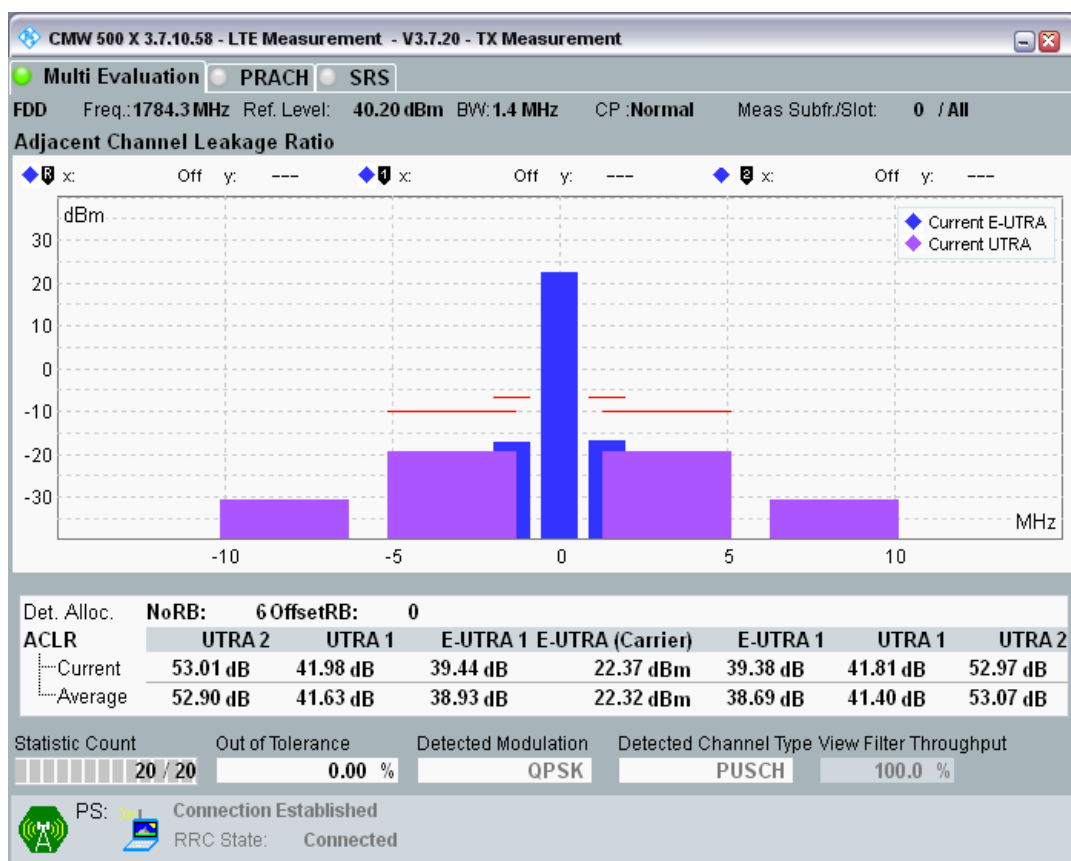 CMW 500 X 3.7.10.58 - LTE Measurement - V3.7.20 - TX Measurement
Multi Evaluation PRACH SRS
FDD Freq.: 1784.3 MHz Ref. Level: 40.20 dBm BW: 1.4 MHz CP : Normal Meas Subfr./Slot: 0 / All
Adjacent Channel Leakage Ratio
R x: Off y: --- 1 x: Off y: --- 2 x: Off y: ---
dBm
Current E-UTRA
Current UTRA
30
20
10
0
-10
-20
-30
MHz
-10 -5 0 5 10
Det. Alloc. NoRB: 6 OffsetRB: 0
ACLR UTRA 2 UTRA 1 E-UTRA 1 E-UTRA (Carrier) E-UTRA 1 UTRA 1 UTRA 2
Current 53.01 dB 41.98 dB 39.44 dB 22.37 dBm 39.38 dB 41.81 dB 52.97 dB
Average 52.90 dB 41.63 dB 38.93 dB 22.32 dBm 38.69 dB 41.40 dB 53.07 dB
Statistic Count Out of Tolerance Detected Modulation Detected Channel Type View Filter Throughput
20 / 20 0.00 % QPSK PUSCH 100.0 %
PS: Connection Established
RRC State: Connected